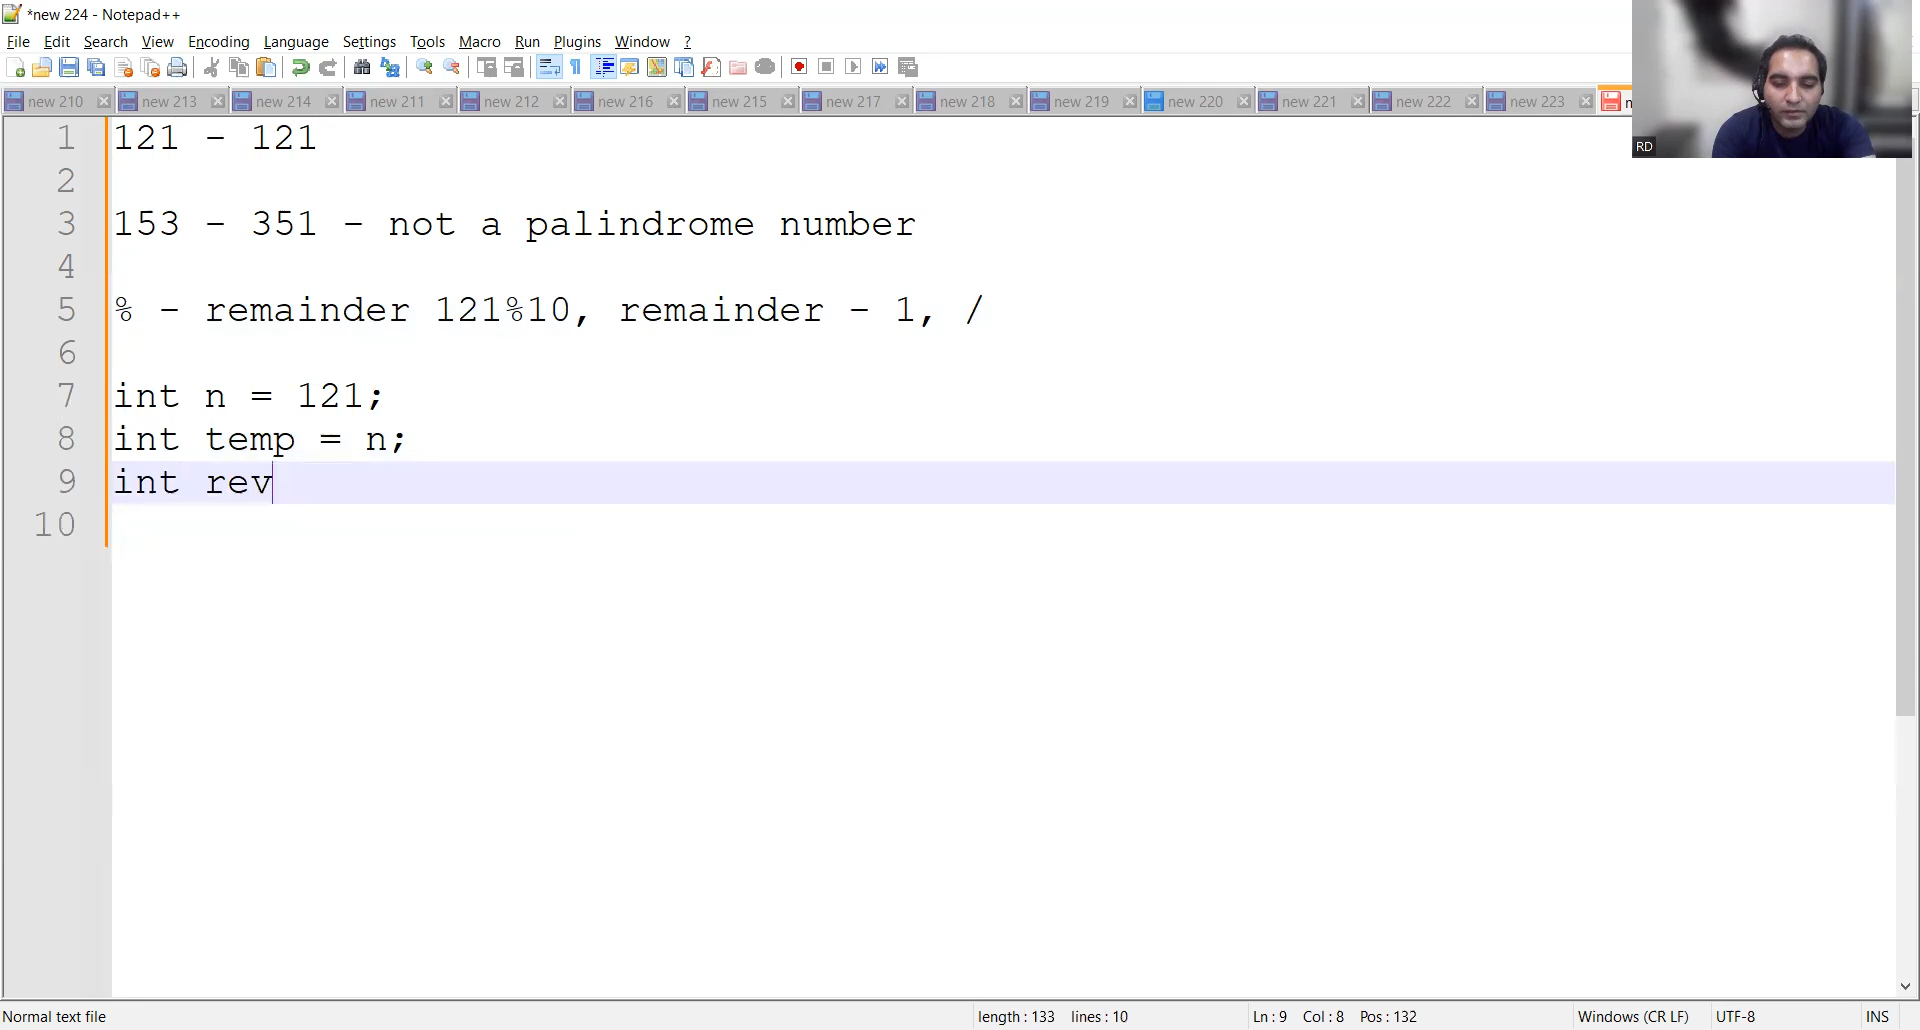 *new 224 - Notepad++
File Edit Search View Encoding Language Settings Tools Macro Run Plugins Window ?
new 210 new 213 new 214 new 211 new 212 new 216 new 215 new 217 new 218 new 219 new 220 new 221 new 222 new 223
RD
1 121 - 121
2
3 153 - 351 - not a palindrome number
4
5 % - remainder 121%10, remainder - 1, /
6
7 int n = 121;
8 int temp = n;
9 int rev
10
Normal text file length : 133 lines : 10 Ln : 9 Col : 8 Pos : 132 Windows (CR LF) UTF-8 INS